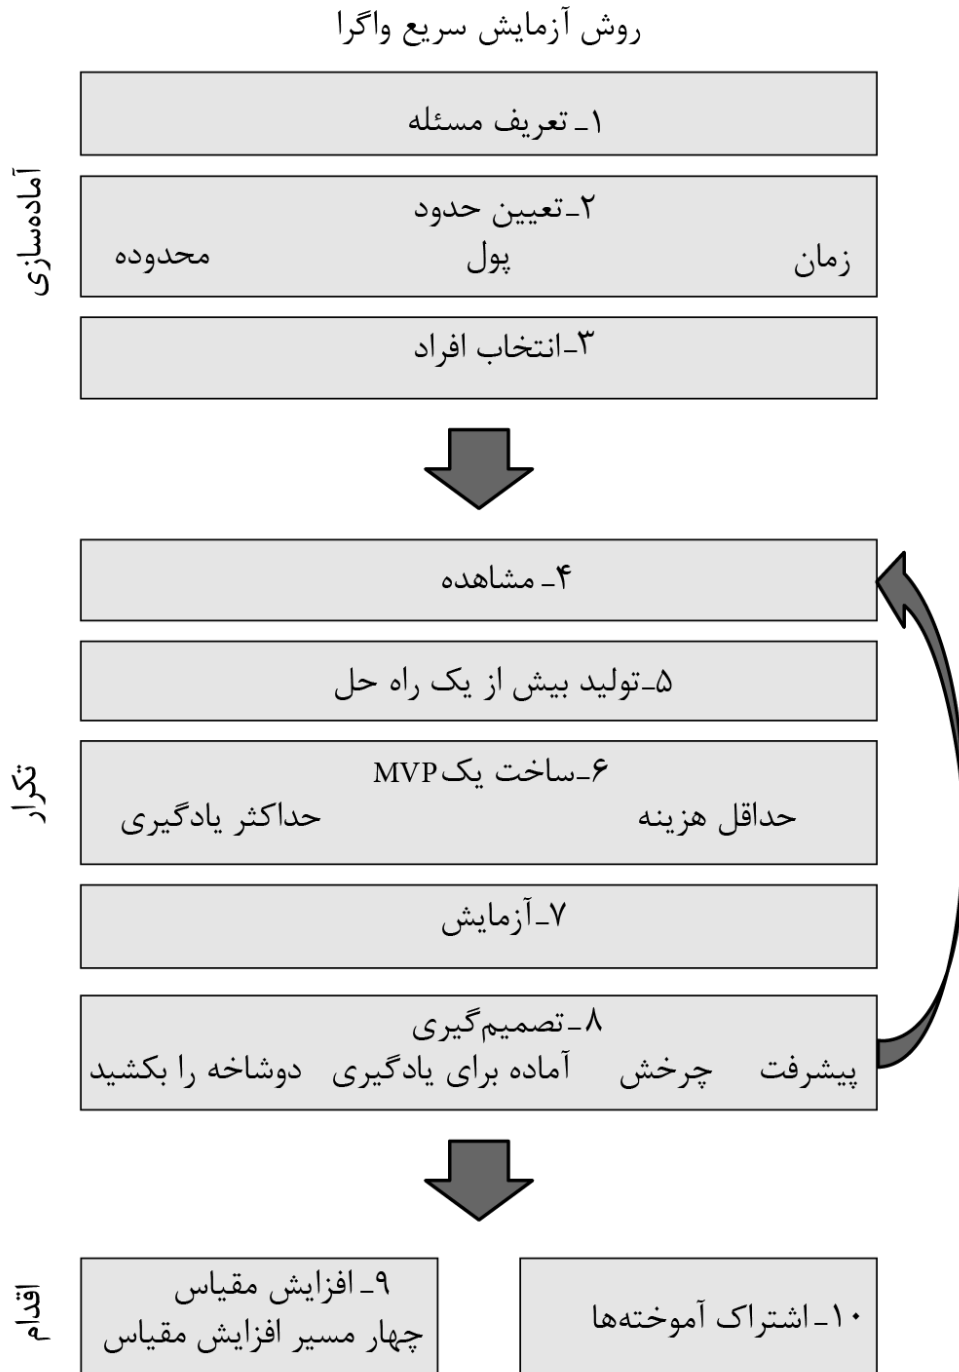 روش آزمایش سریع واگرا
۱ـ تعریف مسئله
۲ـ تعیین حدود
زمان پول محدوده
۳ـ انتخاب افراد
آماده‌سازی
۴ـ مشاهده
۵ـ تولید بیش از یک راه حل
۶ـ ساخت یک MVP
حداقل هزینه حداکثر یادگیری
۷ـ آزمایش
۸ـ تصمیم‌گیری
پیشرفت چرخش آماده برای یادگیری دوشاخه را بکشید
تکرار
۹ـ افزایش مقیاس
چهار مسیر افزایش مقیاس
۱۰ـ اشتراک آموخته‌ها
اقدام